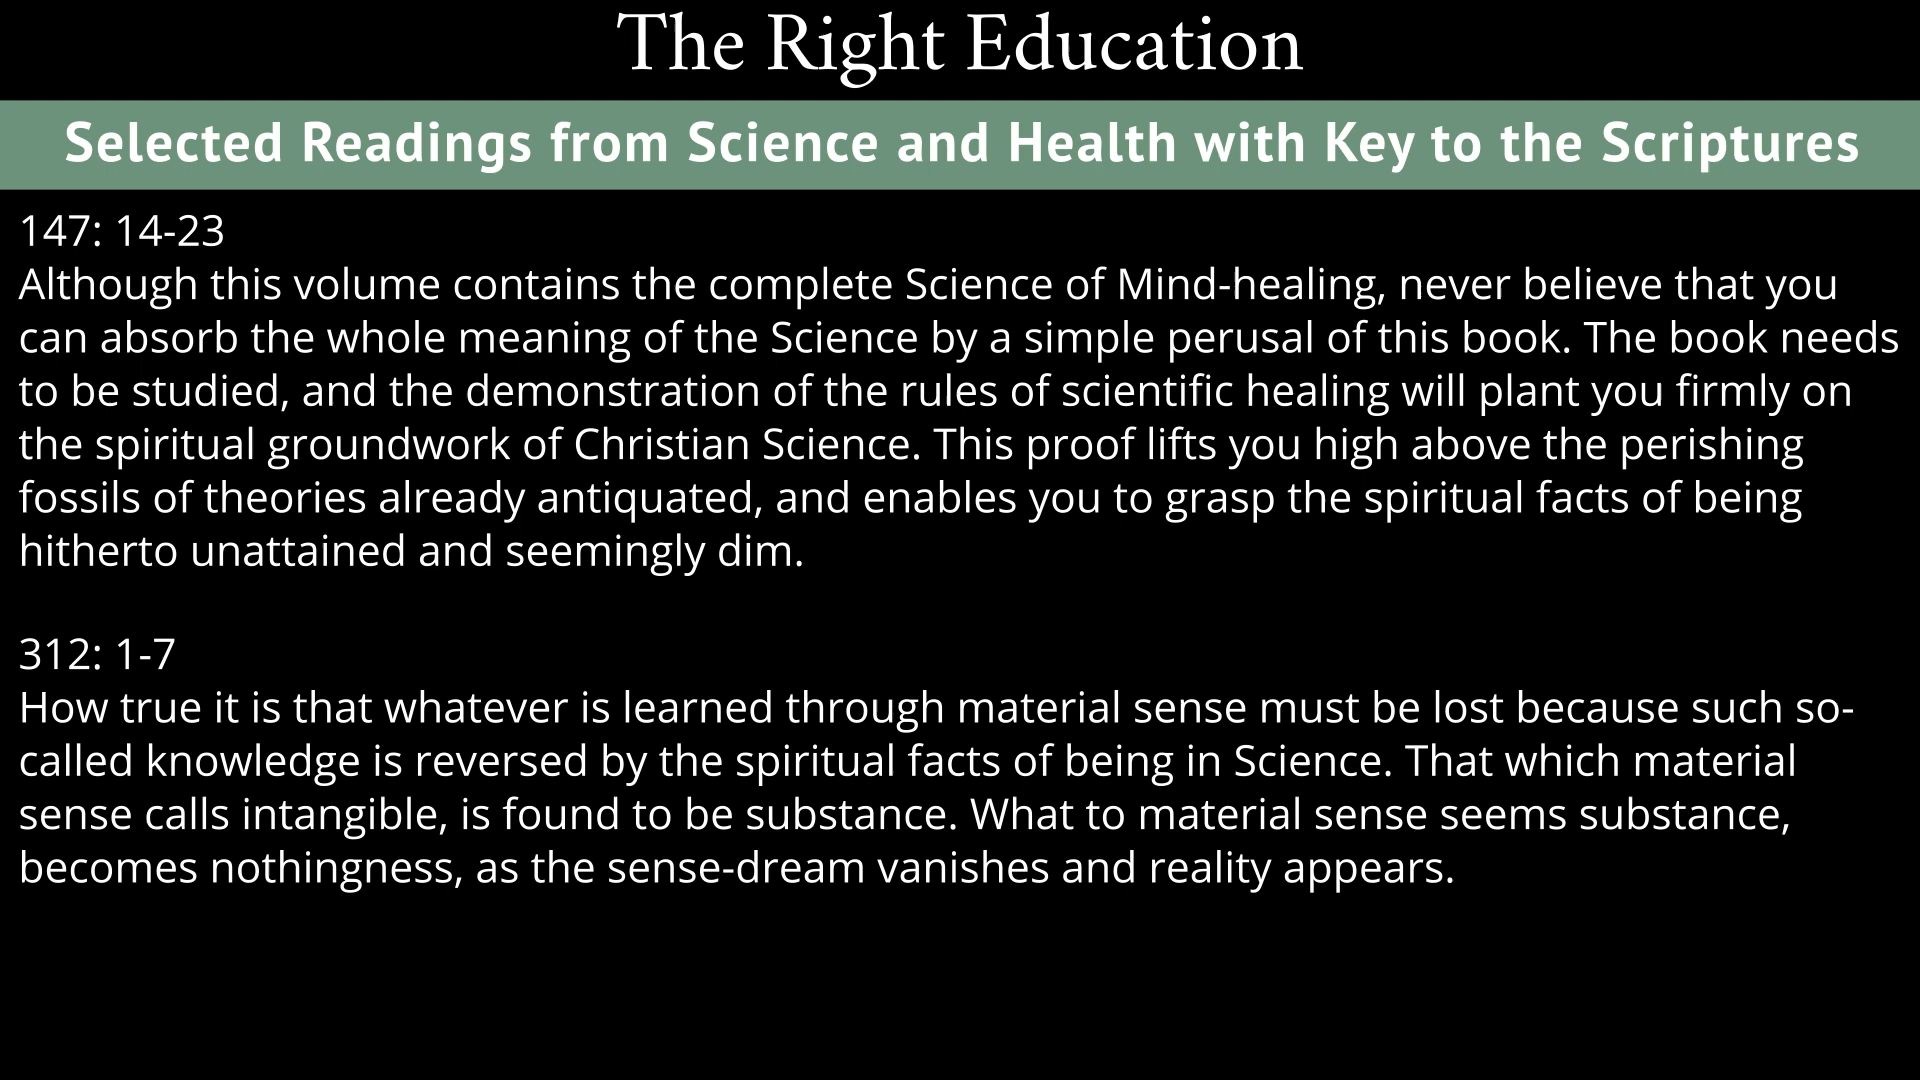 The Right Education
Selected Readings from Science and Health with Key to the Scriptures
147: 14-23
Although this volume contains the complete Science of Mind-healing, never believe that you
can absorb the whole meaning of the Science by a simple perusal of this book. The book needs
to be studied, and the demonstration of the rules of scientific healing will plant you firmly on
the spiritual groundwork of Christian Science. This proof lifts you high above the perishing
fossils of theories already antiquated, and enables you to grasp the spiritual facts of being
hitherto unattained and seemingly dim.
312: 1-7
How true it is that whatever is learned through material sense must be lost because such so-
called knowledge is reversed by the spiritual facts of being in Science. That which material
sense calls intangible, is found to be substance. What to material sense seems substance,
becomes nothingness, as the sense-dream vanishes and reality appears.